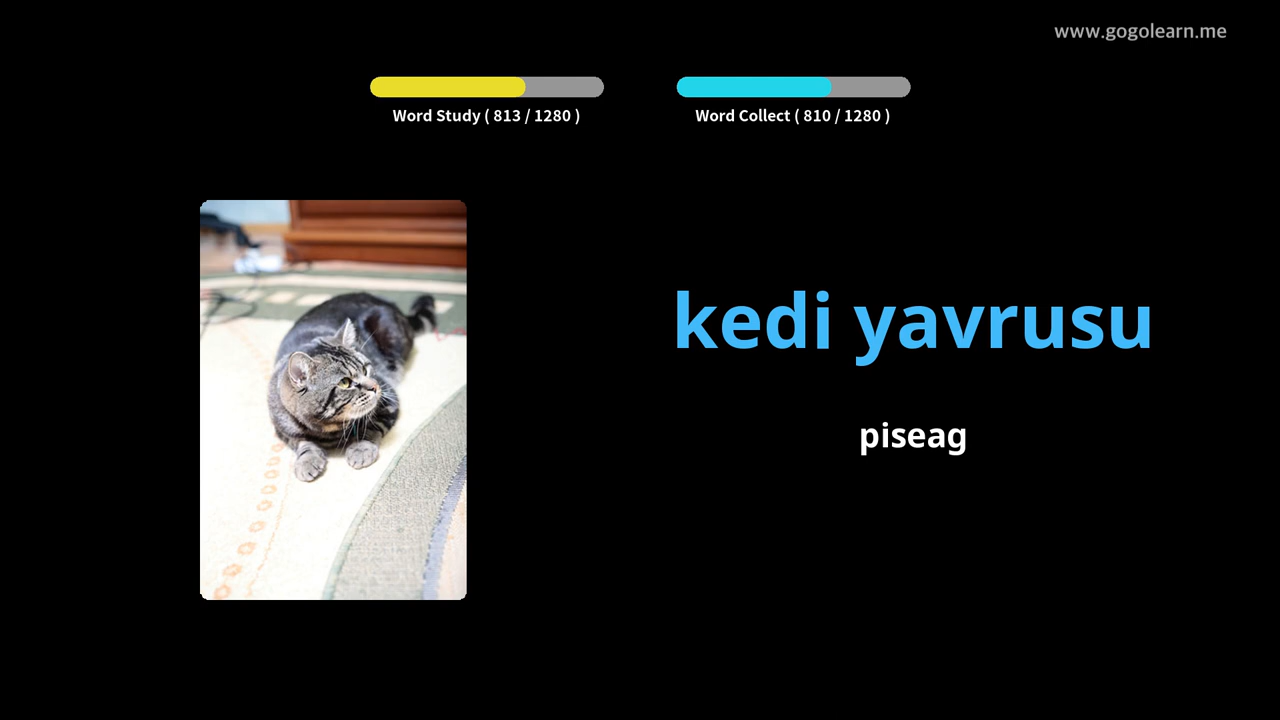 www.gogolearn.me
Word Study ( 813 / 1280 )
Word Collect ( 810 / 1280 )
kedi yavrusu
piseag